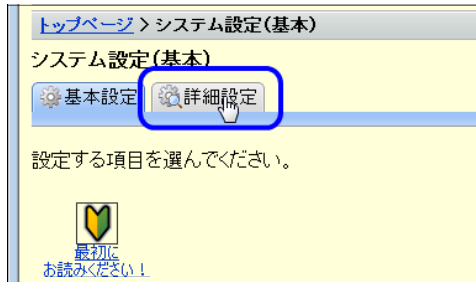 トップページ > システム設定(基本)
システム設定(基本)
基本設定 詳細設定
設定する項目を選んでください。
最初に
お読みください！